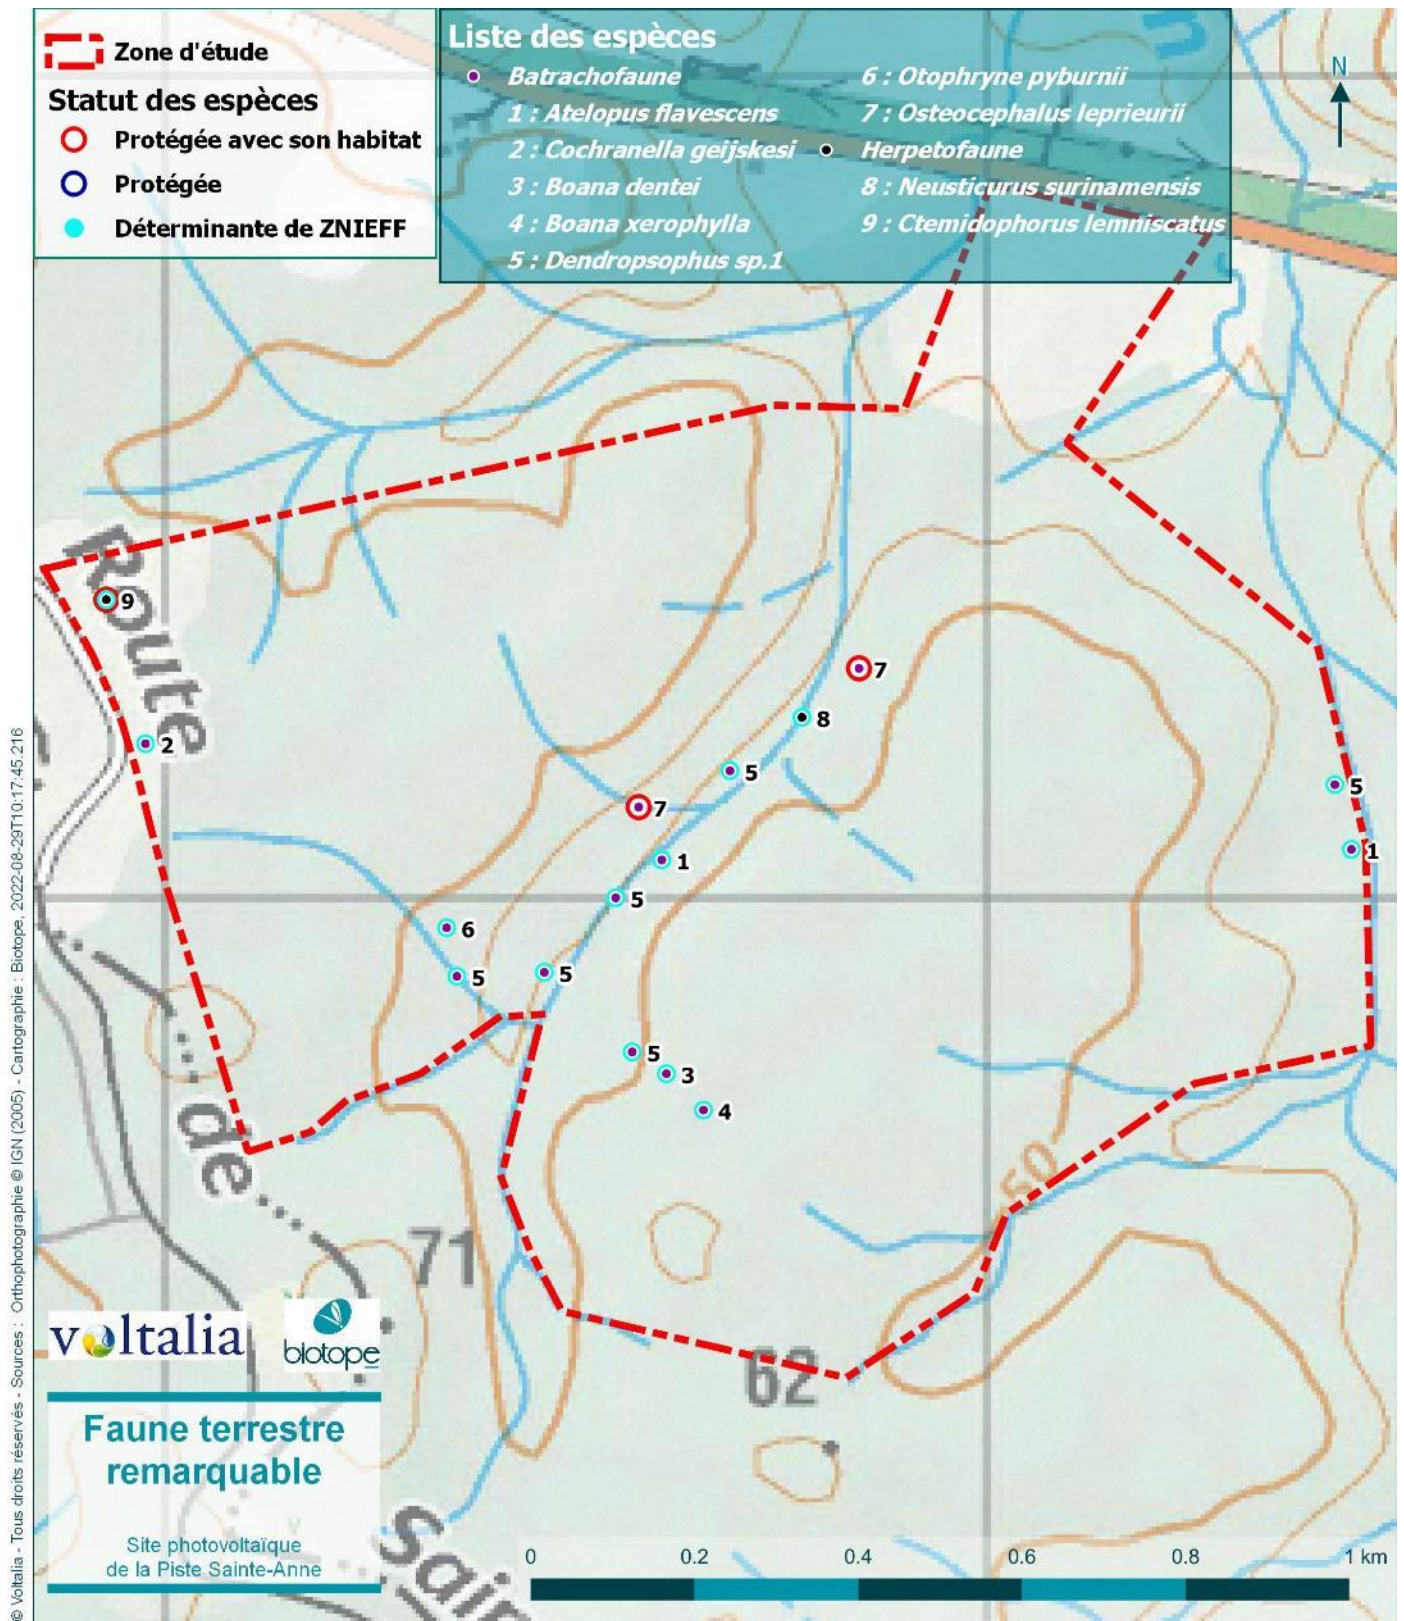 Zone d'étude
Statut des espèces
Protégée avec son habitat
Protégée
Déterminante de ZNIEFF
Liste des espèces
Batrachofaune
1 : Atelopus flavescens
2 : Cochranella geijskesi
3 : Boana dentei
4 : Boana xerophylla
5 : Dendropsophus sp.1
6 : Otophryne pyburnii
7 : Osteocephalus leprieurii
Herpetofaune
8 : Neusticurus surinamensis
9 : Ctemidophorus lemniscatus
N
Route
9
2
7
8
5
7
1
5
6
5
5
5
3
4
5
1
de
50
71
62
voltalia
biotope
Faune terrestre
remarquable
Site photovoltaïque
de la Piste Sainte-Anne
Sain
0 0.2 0.4 0.6 0.8 1 km
© Voltalia - Tous droits réservés - Sources : Orthophotographie © IGN (2005) - Cartographie : Biotope, 2022-08-29T10:17:45.216